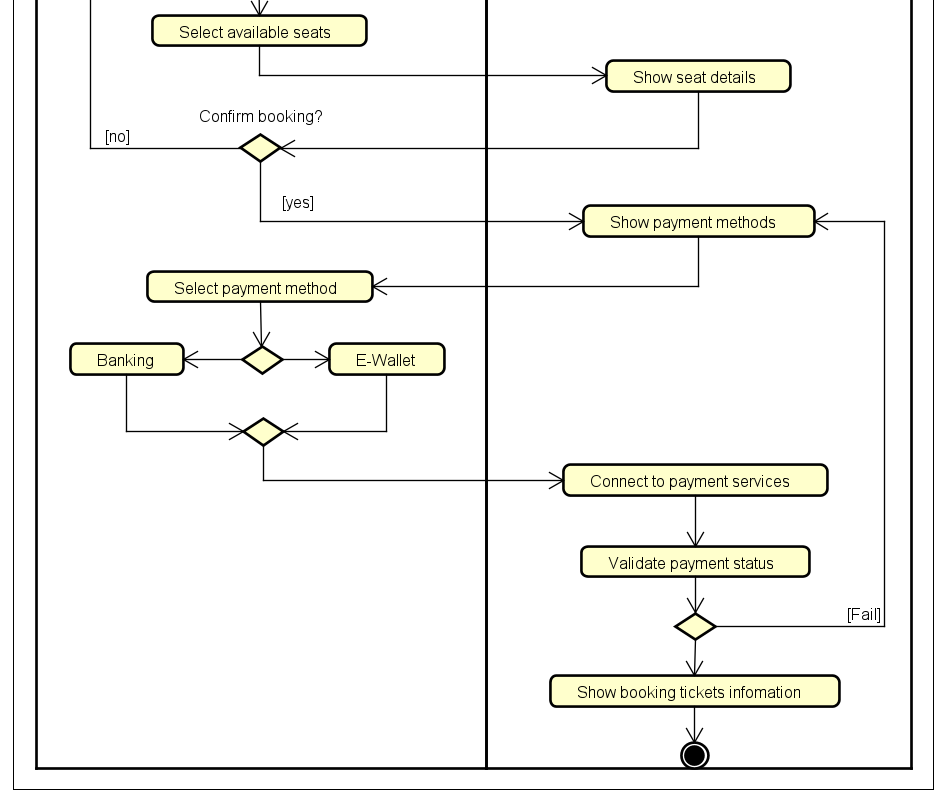 Select available seats
Show seat details
Confirm booking?
[no]
[yes]
Show payment methods
Select payment method
Banking
E-Wallet
Connect to payment services
Validate payment status
[Fail]
Show booking tickets infomation